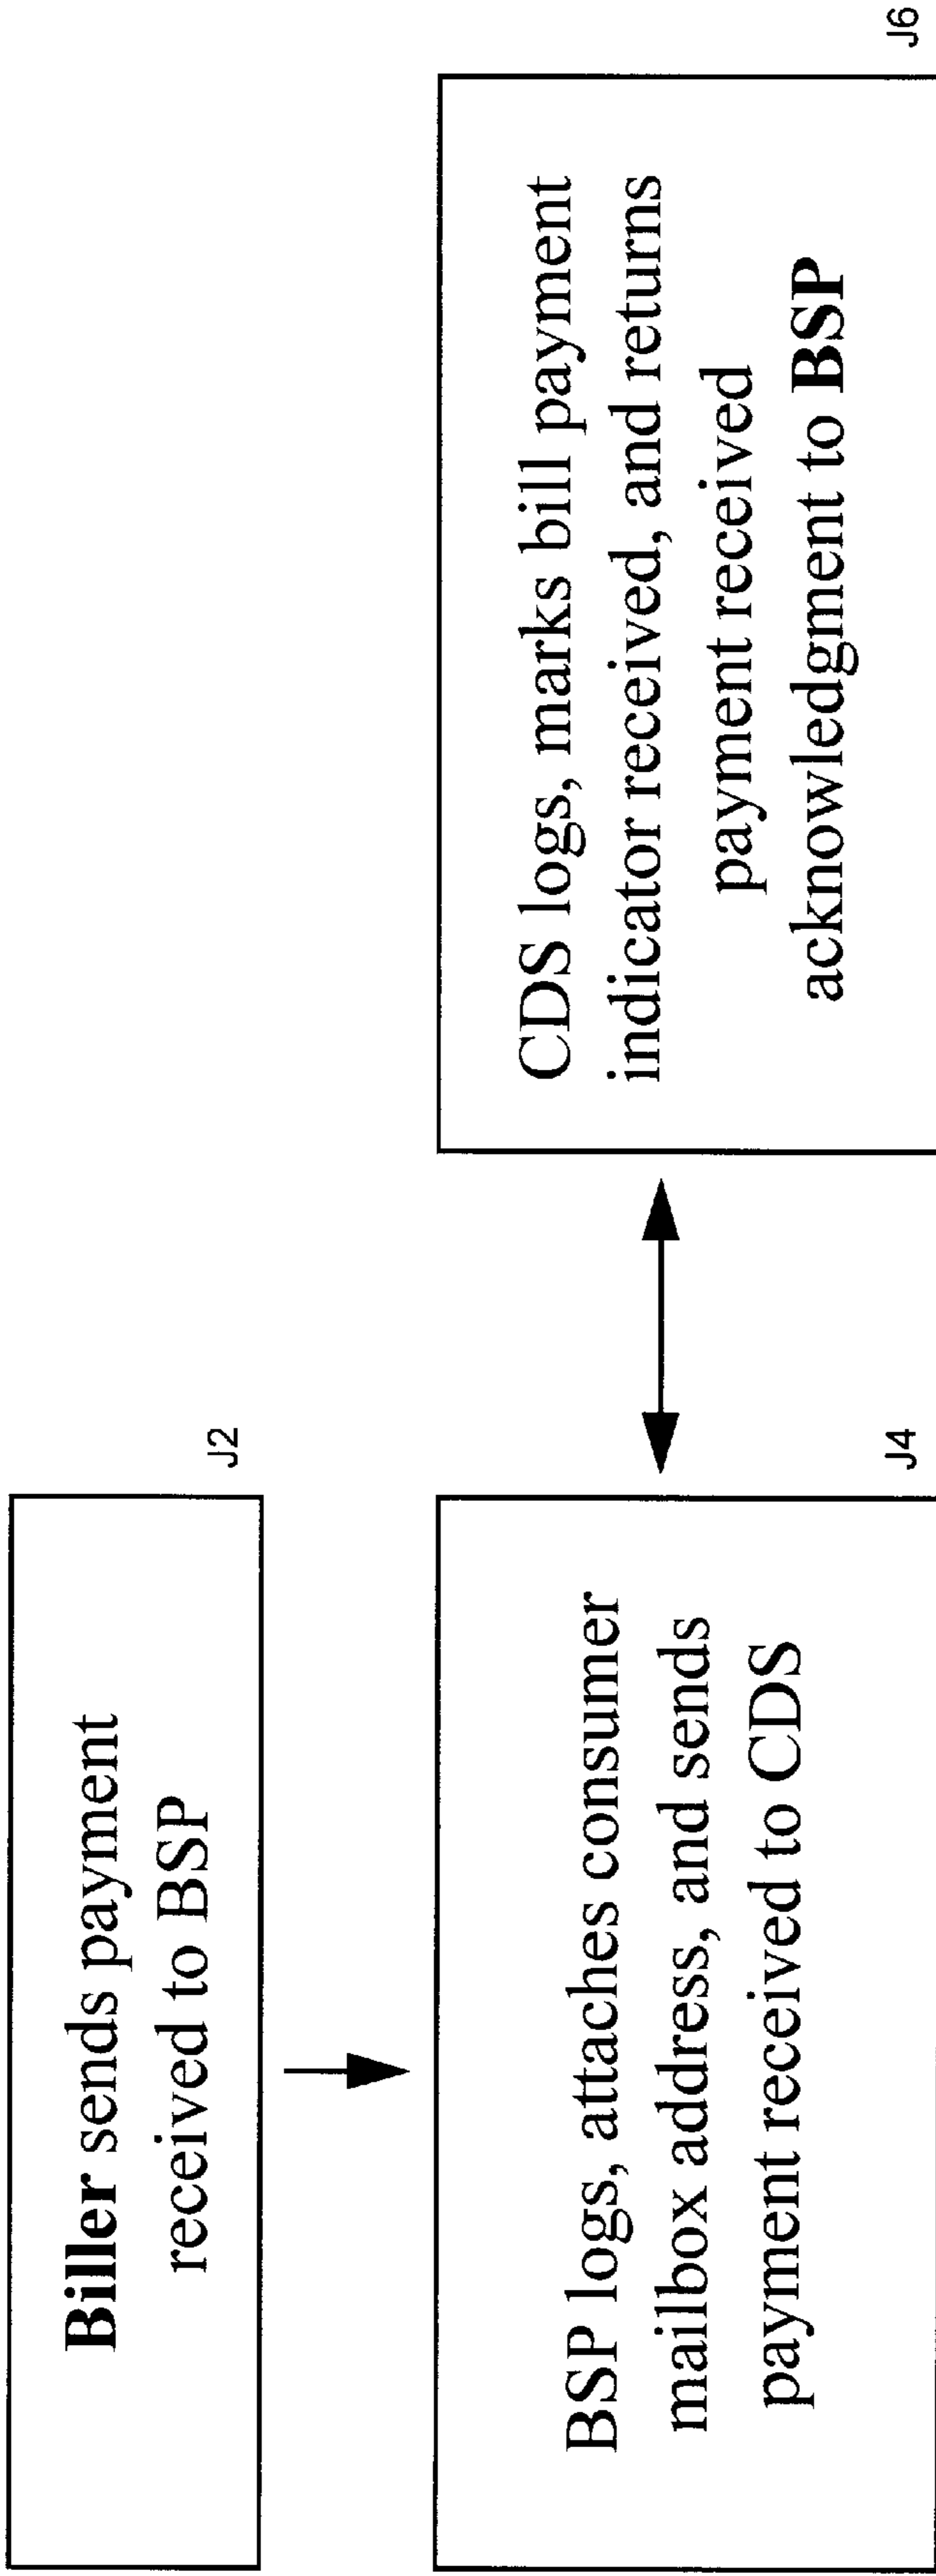 Biller sends payment
received to BSP
J2
BSP logs, attaches consumer
mailbox address, and sends
payment received to CDS
J4
CDS logs, marks bill payment
indicator received, and returns
payment received
acknowledgment to BSP
J6